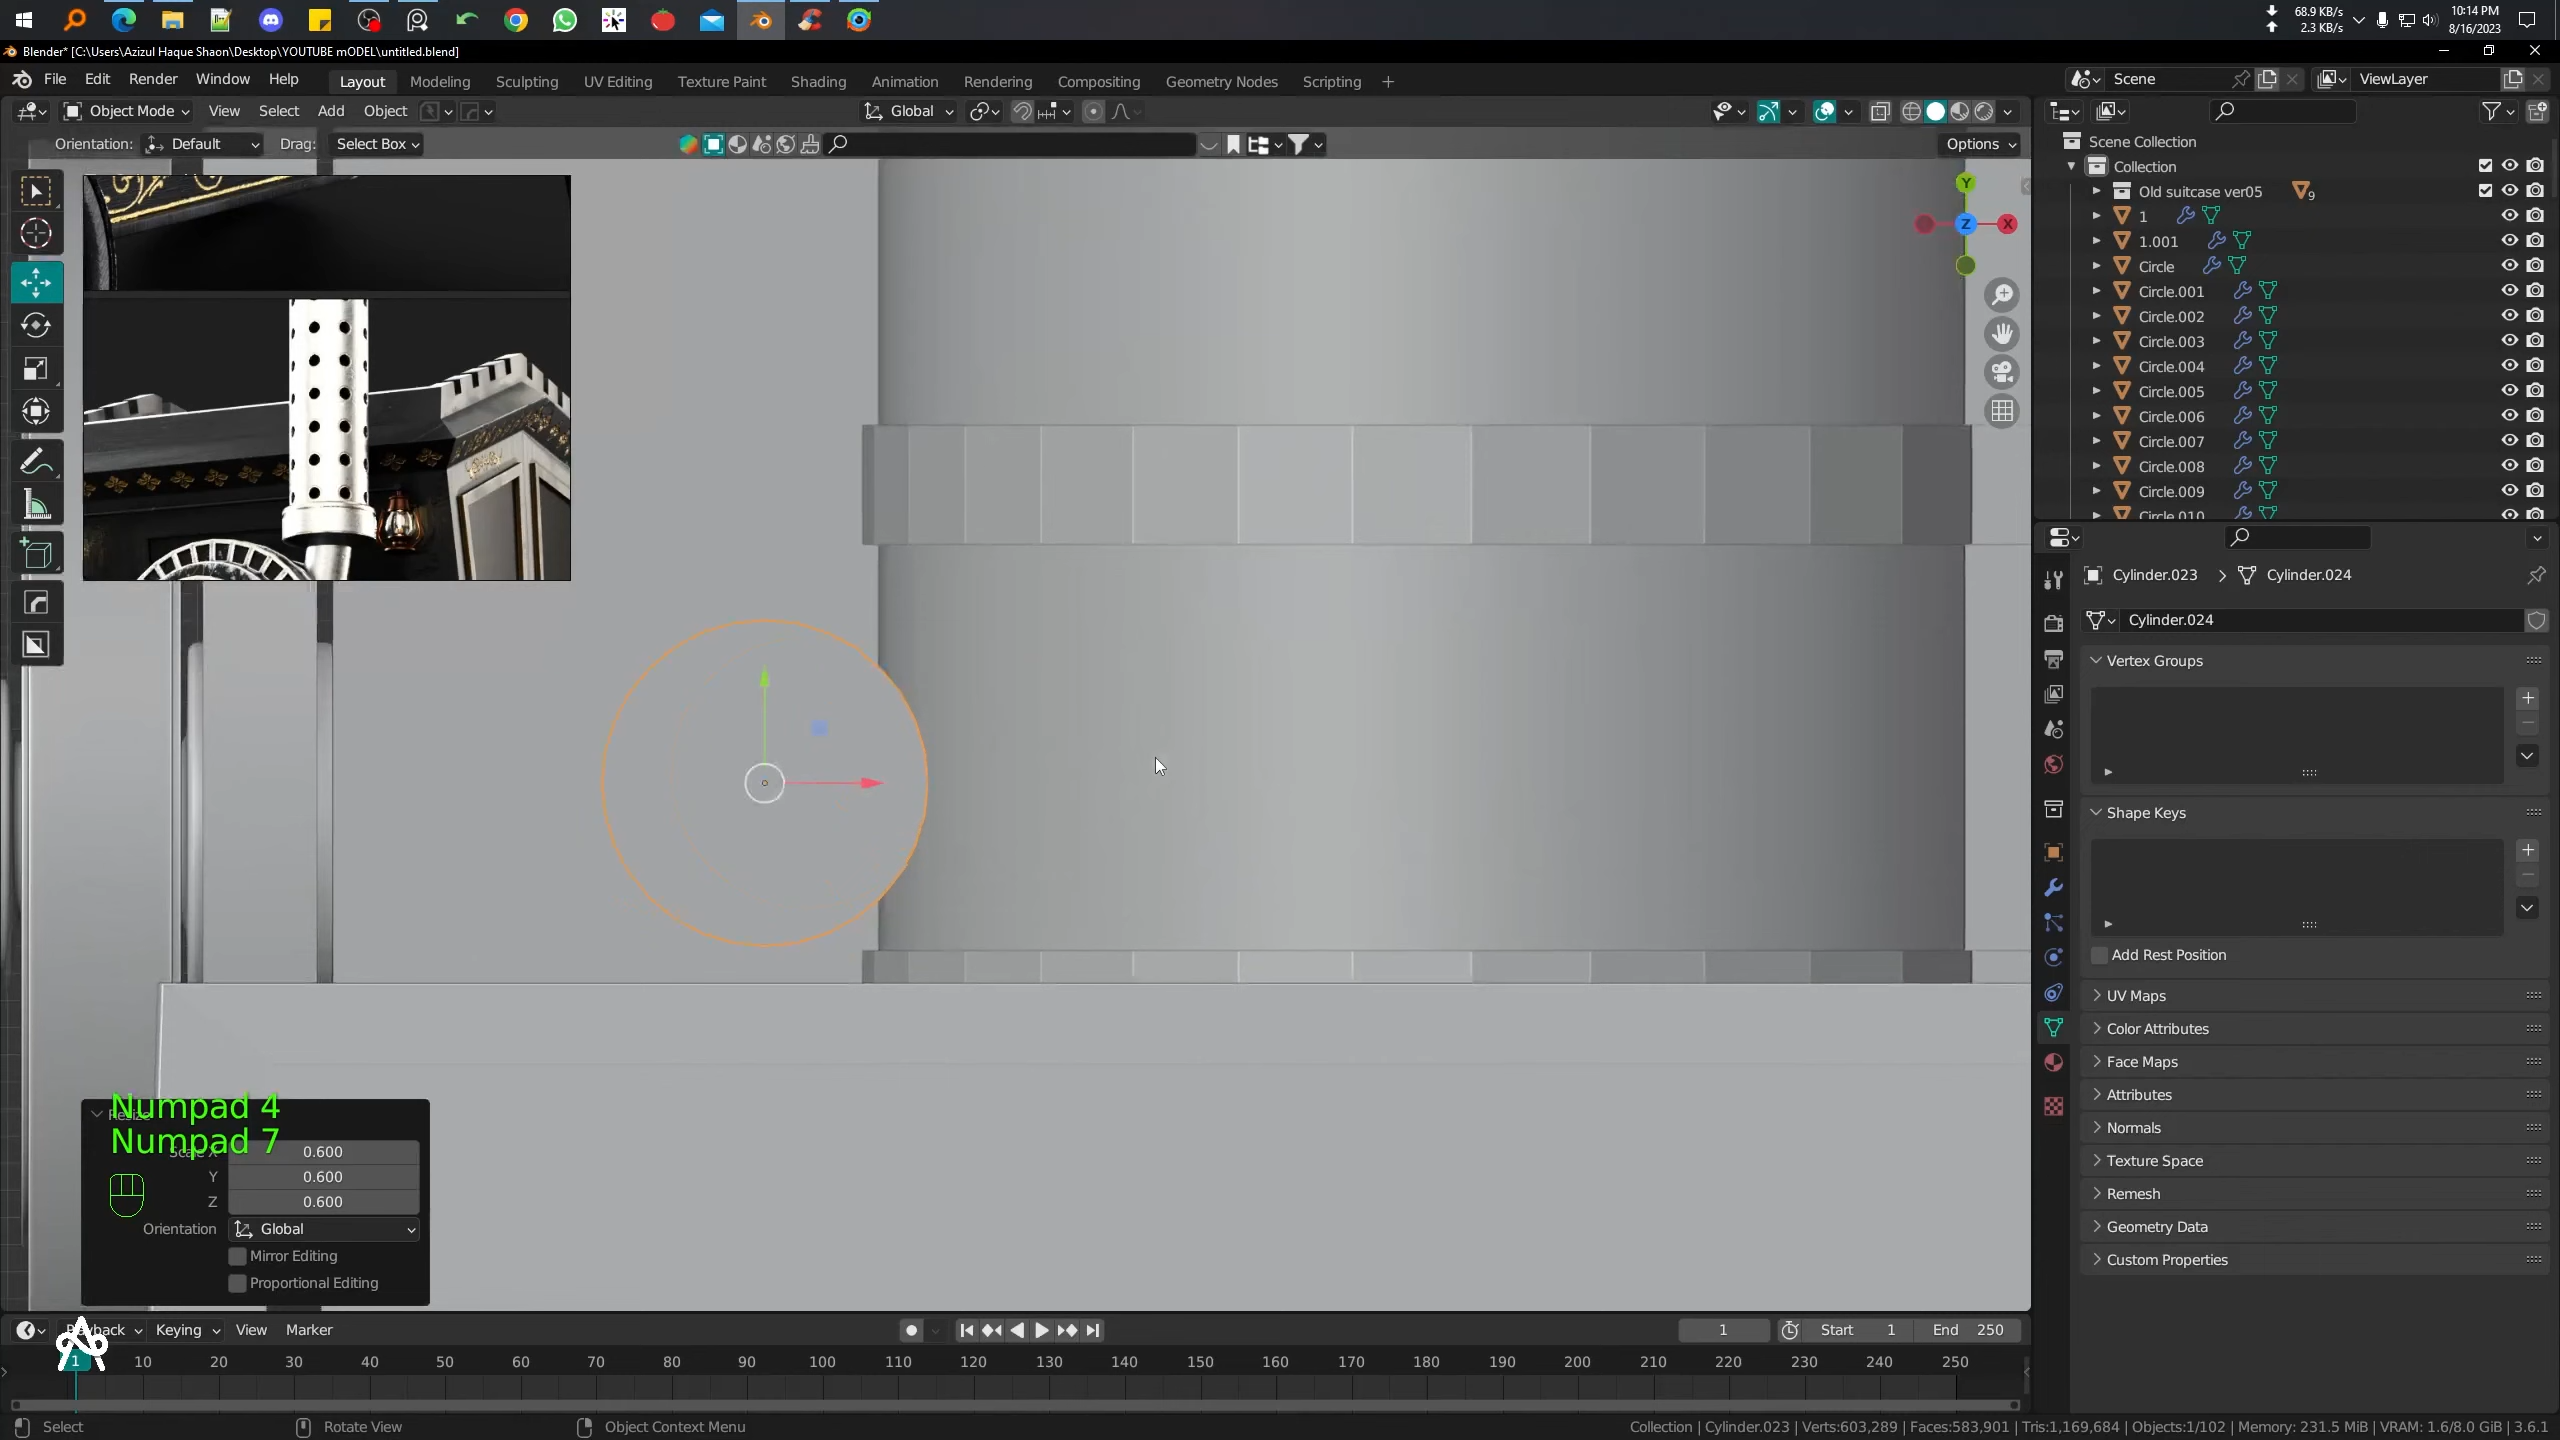 68.9 KB/s
2.3 KB/s
10:14 PM
8/16/2023
Blender* [C:\Users\Azizul Haque Shaon\Desktop\YOUTUBE mODEL\untitled.blend]
File Edit Render Window Help
Layout Modeling Sculpting UV Editing Texture Paint Shading Animation Rendering Compositing Geometry Nodes Scripting +
Scene
ViewLayer
Object Mode View Select Add Object
Global
Orientation: Default Drag: Select Box
Options
Y
Z X
Scene Collection
Collection
Old suitcase ver05 9
1
1.001
Circle
Circle.001
Circle.002
Circle.003
Circle.004
Circle.005
Circle.006
Circle.007
Circle.008
Circle.009
Circle.010
Cylinder.023 > Cylinder.024
Cylinder.024
Vertex Groups
Shape Keys
Add Rest Position
UV Maps
Color Attributes
Face Maps
Attributes
Normals
Texture Space
Remesh
Geometry Data
Custom Properties
Numpad 4
Resize
Numpad 7
Scale X 0.600
Y 0.600
Z 0.600
Orientation Global
Mirror Editing
Proportional Editing
Playback Keying View Marker
1 Start 1 End 250
1 10 20 30 40 50 60 70 80 90 100 110 120 130 140 150 160 170 180 190 200 210 220 230 240 250
Select Rotate View Object Context Menu
Collection | Cylinder.023 | Verts:603,289 | Faces:583,901 | Tris:1,169,684 | Objects:1/102 | Memory: 231.5 MiB | VRAM: 1.6/8.0 GiB | 3.6.1